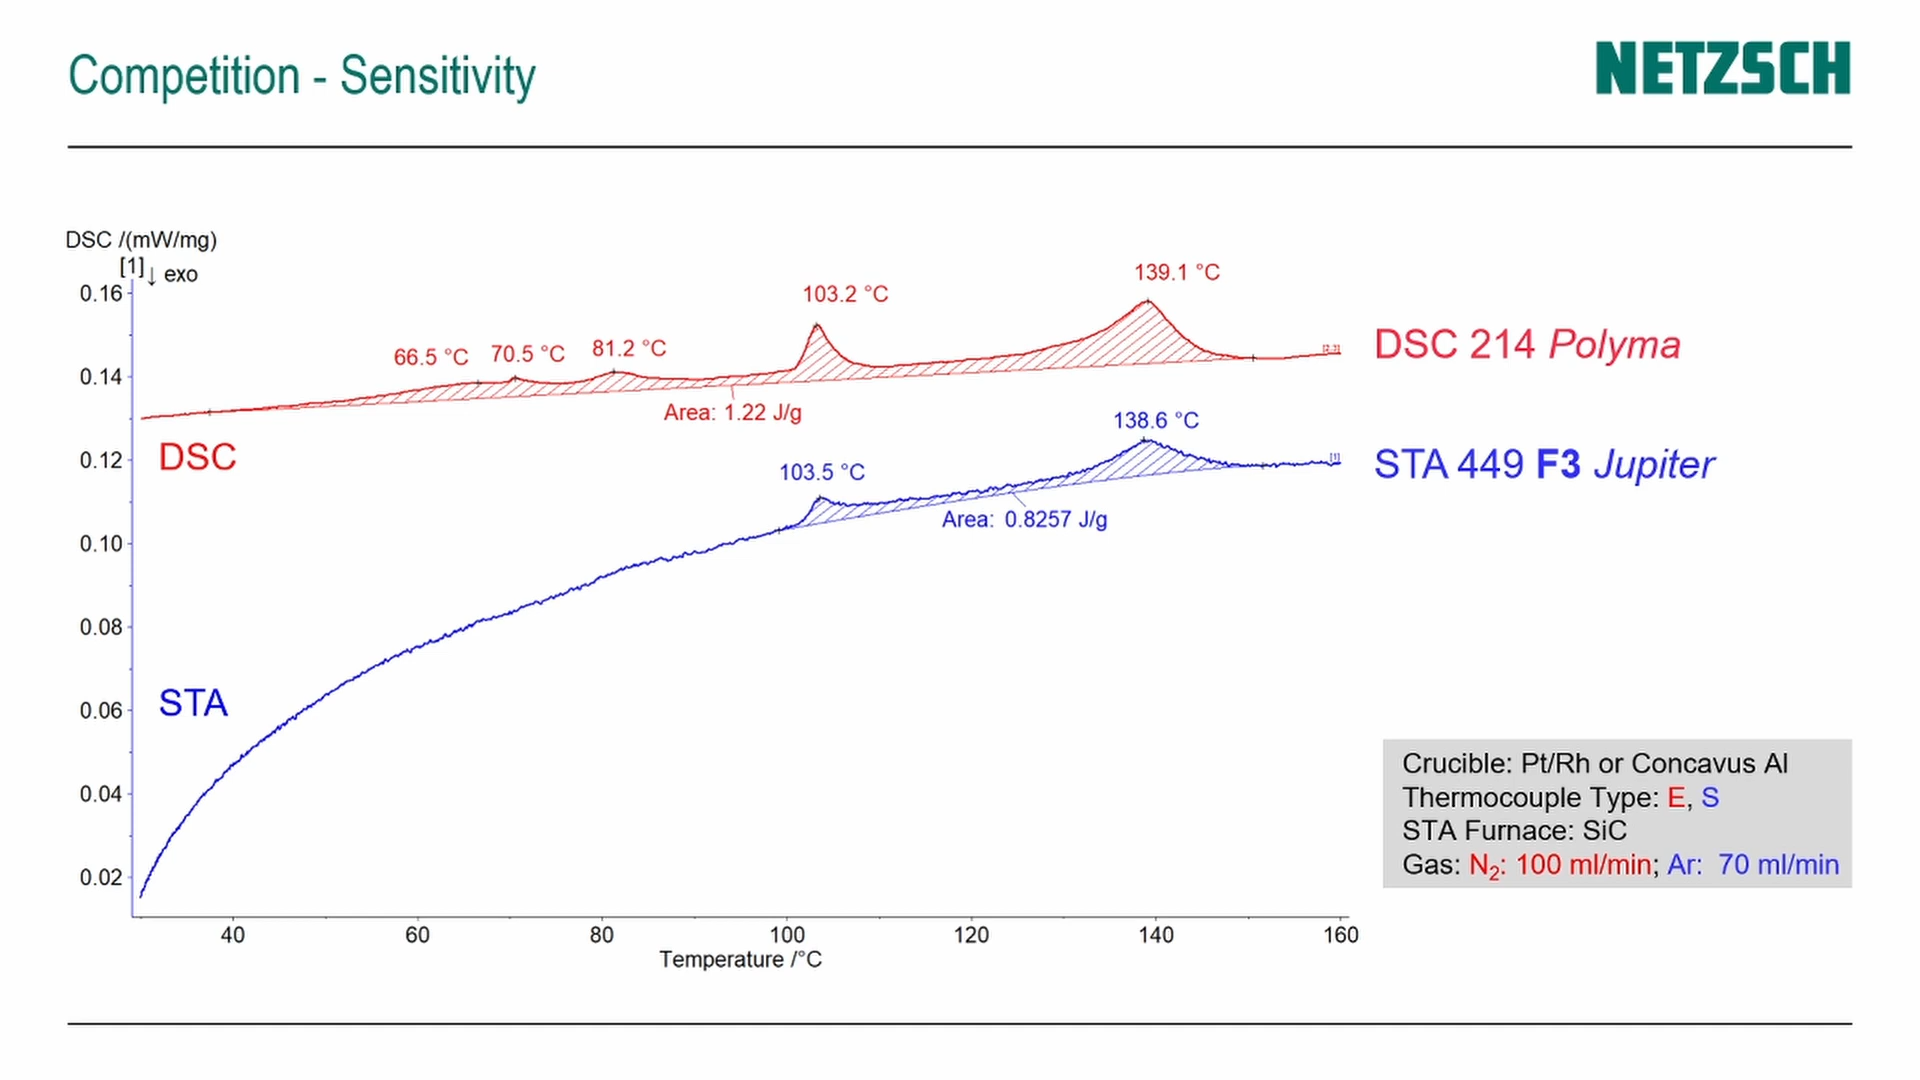 Competition - Sensitivity
NETZSCH
DSC /(mW/mg)
[1] ↓ exo
0.16
0.14
0.12
0.10
0.08
0.06
0.04
0.02
66.5 °C
70.5 °C
81.2 °C
103.2 °C
139.1 °C
Area: 1.22 J/g
DSC
DSC 214 Polyma
103.5 °C
138.6 °C
[1]
Area: 0.8257 J/g
STA 449 F3 Jupiter
STA
40 60 80 100 120 140 160
Temperature /°C
Crucible: Pt/Rh or Concavus Al
Thermocouple Type: E, S
STA Furnace: SiC
Gas: N₂: 100 ml/min; Ar: 70 ml/min